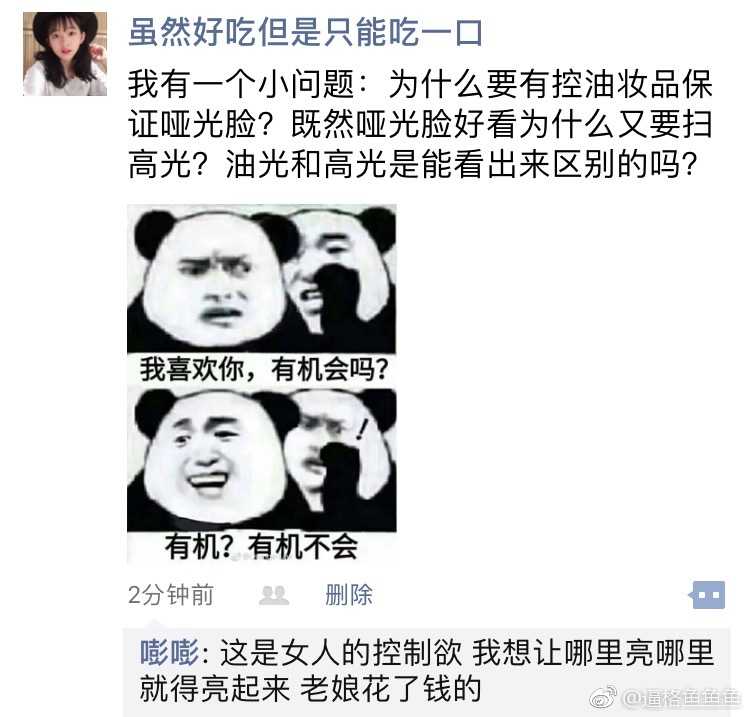 虽然好吃但是只能吃一口
我有一个小问题：为什么要有控油妆品保
证哑光脸？既然哑光脸好看为什么又要扫
高光？油光和高光是能看出来区别的吗？
我喜欢你，有机会吗？
！
有机？有机不会
2分钟前
删除
嘭嘭: 这是女人的控制欲 我想让哪里亮哪里
就得亮起来 老娘花了钱的
@逼格鱼鱼鱼